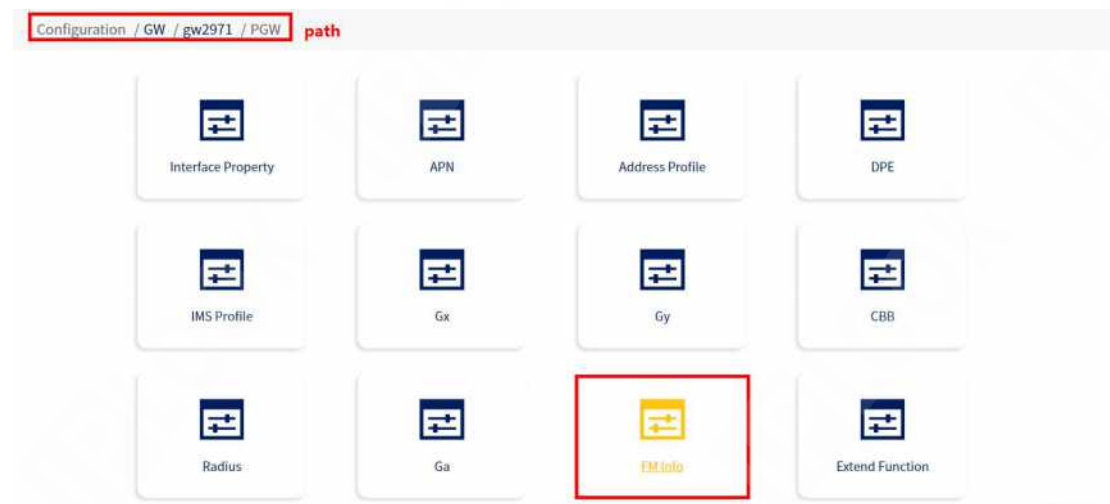 Configuration / GW / gw2971 / PGW path
Interface Property APN Address Profile DPE
IMS Profile Gx Gy CBB
Radius Ga FM Info Extend Function